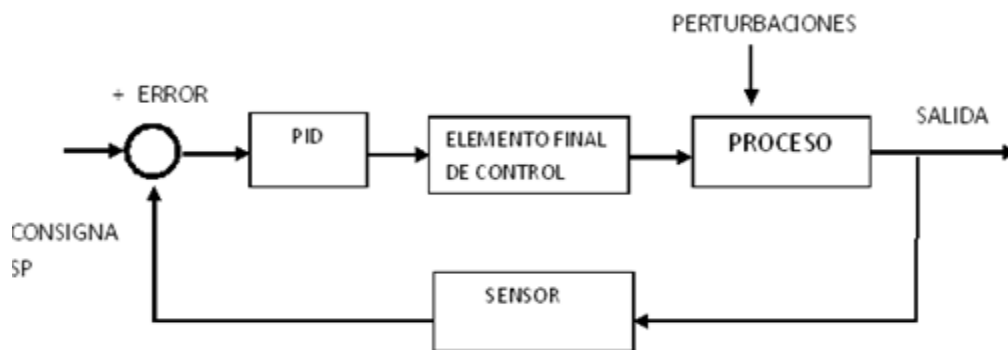 PERTURBACIONES
+ ERROR
SALIDA
PID
ELEMENTO FINAL
DE CONTROL
PROCESO
CONSIGNA
SP
SENSOR